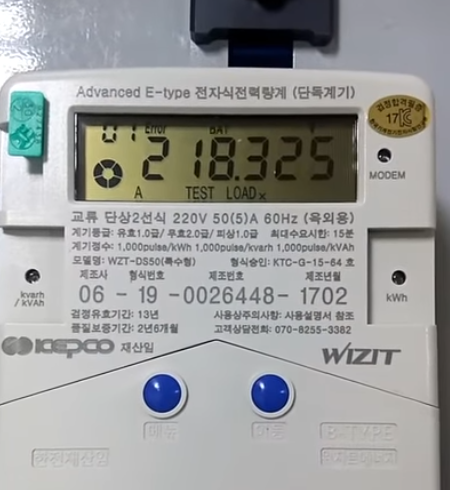 Advanced E-type 전자식전력량계 (단독계기)
01 Error BAT V
218.325
A TEST LOAD x
검정합격필증
17 KC
MODEM
교류 단상2선식 220V 50(5)A 60Hz (옥외용)
계기등급: 유효1.0급/ 무효2.0급/ 피상1.0급 최대수요시한: 15분
계기정수: 1,000pulse/kWh 1,000pulse/kvarh 1,000pulse/kVAh
모델명: WZT-DS50(특수형) 형식승인: KTC-G-15-64 호
제조사 형식번호 제조번호 제조년월
06 - 19 -0026448- 1702
kvarh
/ kVAh
kWh
검정유효기간: 13년 사용상주의사항: 사용설명서 참조
품질보증기간: 2년6개월 고객상담전화: 070-8255-3382
KEPCO 재산임
WIZIT
B-TYPE
한전재산임